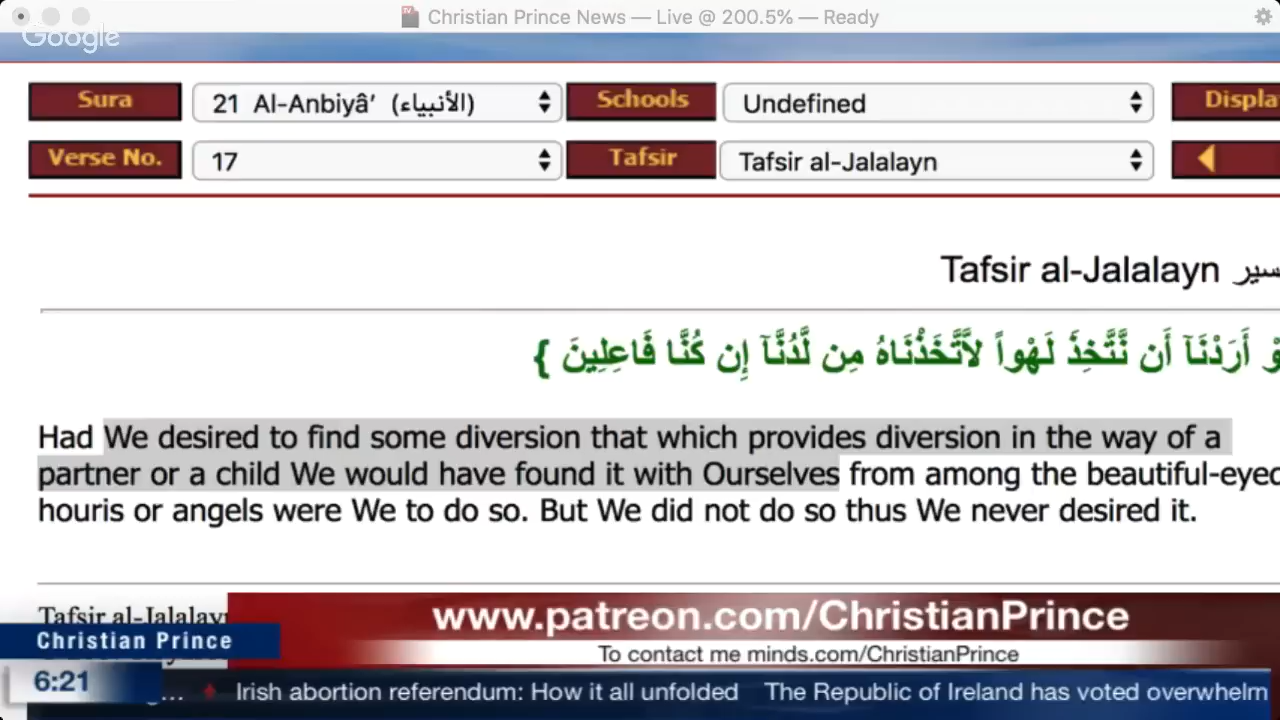 Christian Prince News — Live @ 200.5% — Ready
Google
Sura
21 Al-Anbiyâ’ (الأنبياء)
Schools
Undefined
Verse No.
17
Tafsir
Tafsir al-Jalalayn
Tafsir al-Jalalayn
أَرَدْنَآ أَن نَّتَّخِذَ لَهْواً لاَّتَّخَذْنَاهُ مِن لَّدُنَّآ إِن كُنَّا فَاعِلِينَ }
Had We desired to find some diversion that which provides diversion in the way of a
partner or a child We would have found it with Ourselves from among the beautiful-eyed
houris or angels were We to do so. But We did not do so thus We never desired it.
Tafsir al-Jalalayn
www.patreon.com/ChristianPrince
Christian Prince
To contact me minds.com/ChristianPrince
6:21
Irish abortion referendum: How it all unfolded The Republic of Ireland has voted overwhelm